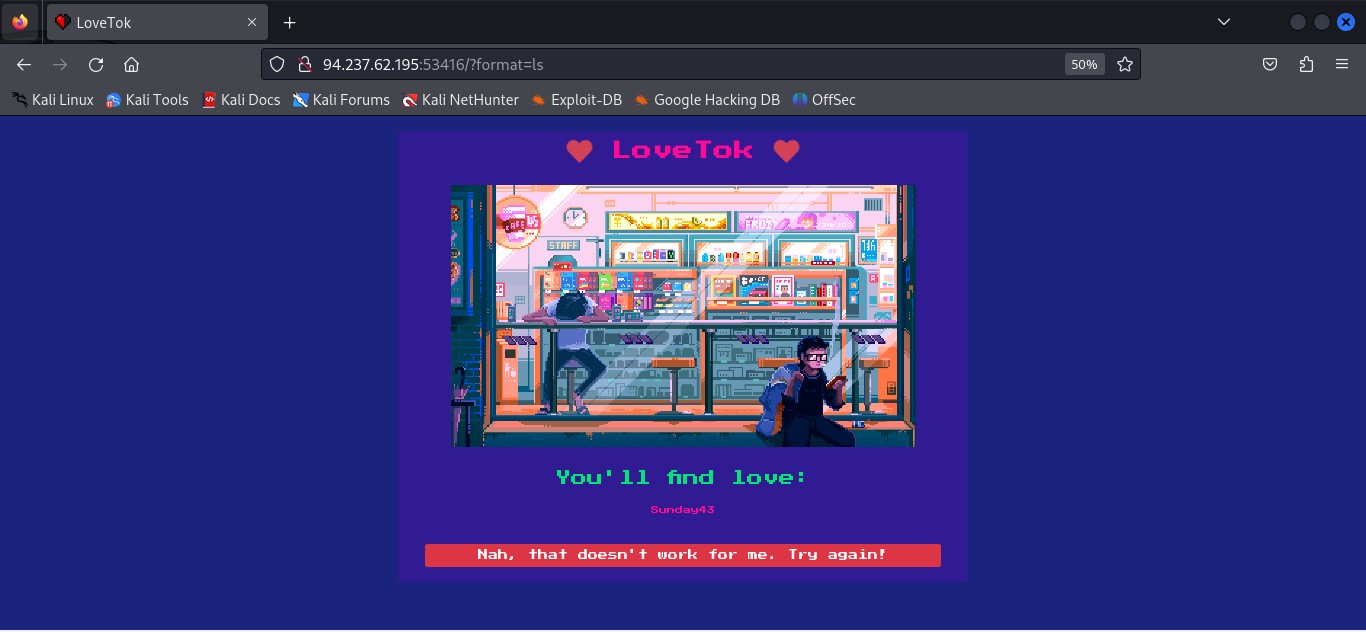 LoveTok
94.237.62.195:53416/?format=ls
50%
Kali Linux Kali Tools Kali Docs Kali Forums Kali NetHunter Exploit-DB Google Hacking DB OffSec
LoveTok
STAFF
You'll find love:
Sunday43
Nah, that doesn't work for me. Try again!